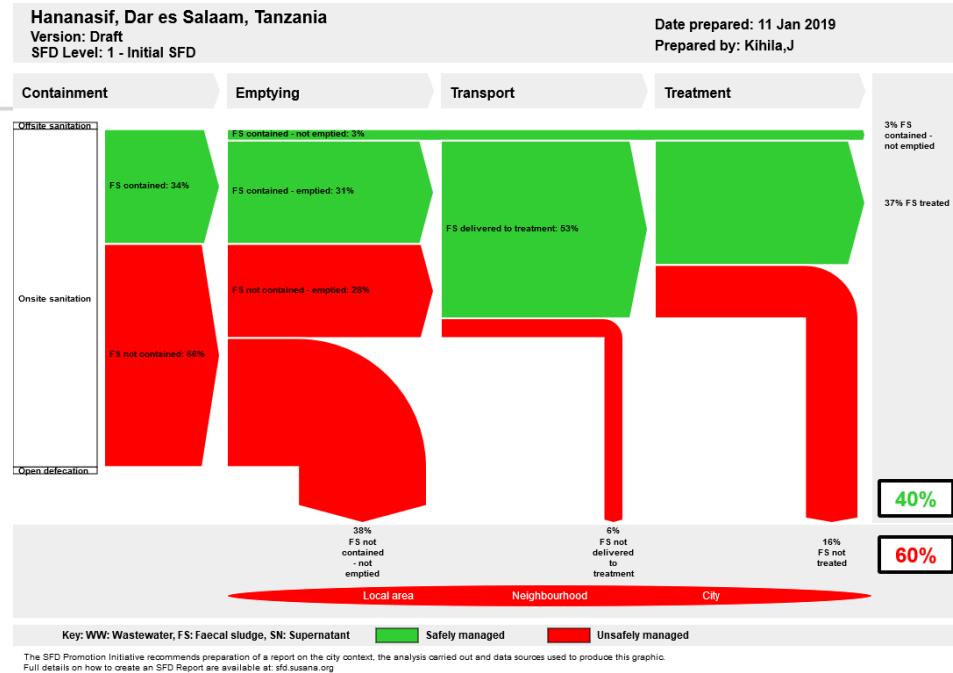 Hananasif, Dar es Salaam, Tanzania
Version: Draft
SFD Level: 1 - Initial SFD
Date prepared: 11 Jan 2019
Prepared by: Kihila,J
Containment
Emptying
Transport
Treatment
Offsite sanitation
Onsite sanitation
Open defecation
FS contained: 34%
FS not contained: 66%
FS contained - not emptied: 3%
FS contained - emptied: 31%
FS not contained - emptied: 28%
FS delivered to treatment: 53%
3% FS
contained -
not emptied
37% FS treated
40%
60%
38%
FS not
contained
- not
emptied
6%
FS not
delivered
to
treatment
16%
FS not
treated
Local area
Neighbourhood
City
Key: WW: Wastewater, FS: Faecal sludge, SN: Supernatant
Safely managed
Unsafely managed
The SFD Promotion Initiative recommends preparation of a report on the city context, the analysis carried out and data sources used to produce this graphic.
Full details on how to create an SFD Report are available at: sfd.susana.org